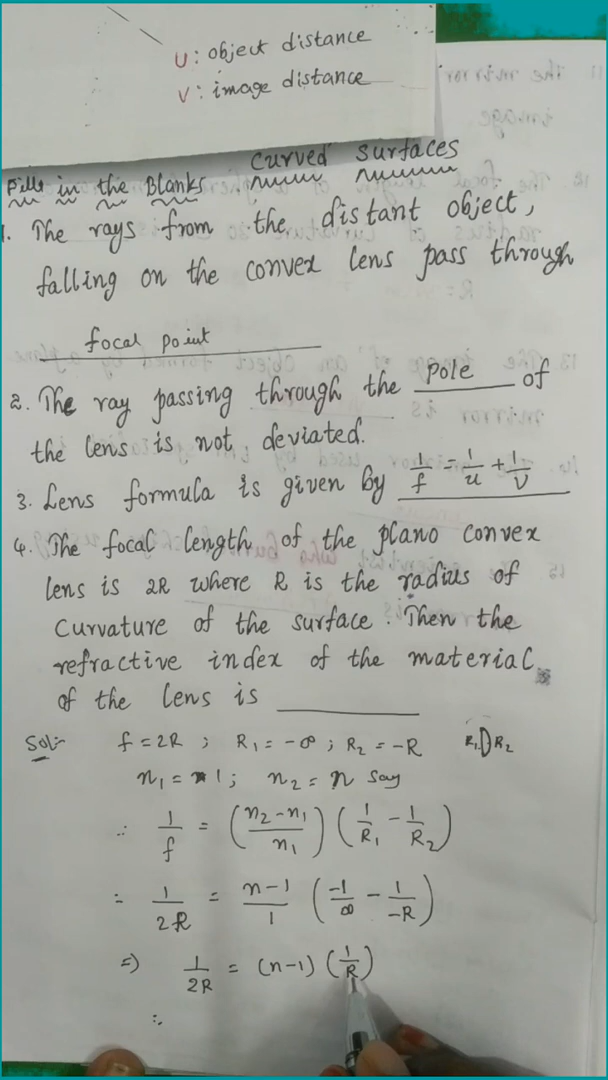 u : object distance
v : image distance
Curved Surfaces
Fills in the Blanks
1. The rays from the distant object,
falling on the convex lens pass through
focal point
2. The ray passing through the pole of
the lens is not deviated.
3. Lens formula is given by 1/f = 1/u + 1/v
4. The focal length of the plano convex
lens is 2R where R is the radius of
Curvature of the surface. Then the
refractive index of the material
of the lens is ________
Sol:- f = 2R ; R₁ = -∞ ; R₂ = -R R₁ R₂
n₁ = 1 ; n₂ = n say
∴ 1/f = (n₂-n₁/n₁) (1/R₁ - 1/R₂)
= 1/2R = n-1/1 (-1/∞ - 1/-R)
=) 1/2R = (n-1) (1/R)
∴